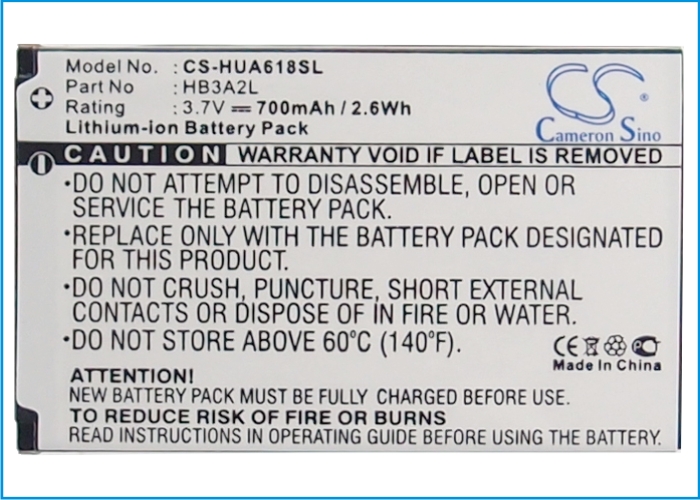 Model No. : CS-HUA618SL
Part No : HB3A2L
Rating : 3.7V ⎓ 700mAh / 2.6Wh
Lithium-ion Battery Pack
CS
Cameron Sino
CAUTION WARRANTY VOID IF LABEL IS REMOVED
•DO NOT ATTEMPT TO DISASSEMBLE, OPEN OR
SERVICE THE BATTERY PACK.
•REPLACE ONLY WITH THE BATTERY PACK DESIGNATED
FOR THIS PRODUCT.
•DO NOT CRUSH, PUNCTURE, SHORT EXTERNAL
CONTACTS OR DISPOSE OF IN FIRE OR WATER.
•DO NOT STORE ABOVE 60°C (140°F).
CE
Made In China
ATTENTION!
NEW BATTERY PACK MUST BE FULLY CHARGED BEFORE USE.
TO REDUCE RISK OF FIRE OR BURNS
READ INSTRUCTIONS IN OPERATING GUIDE BEFORE USING THE BATTERY.